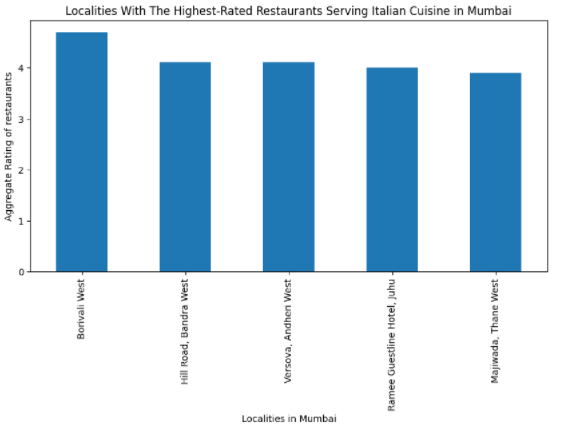 Localities With The Highest-Rated Restaurants Serving Italian Cuisine in Mumbai
Aggregate Rating of restaurants
4
3
2
1
0
Borivali West
Hill Road, Bandra West
Versova, Andheri West
Ramee Guestline Hotel, Juhu
Majiwada, Thane West
Localities in Mumbai